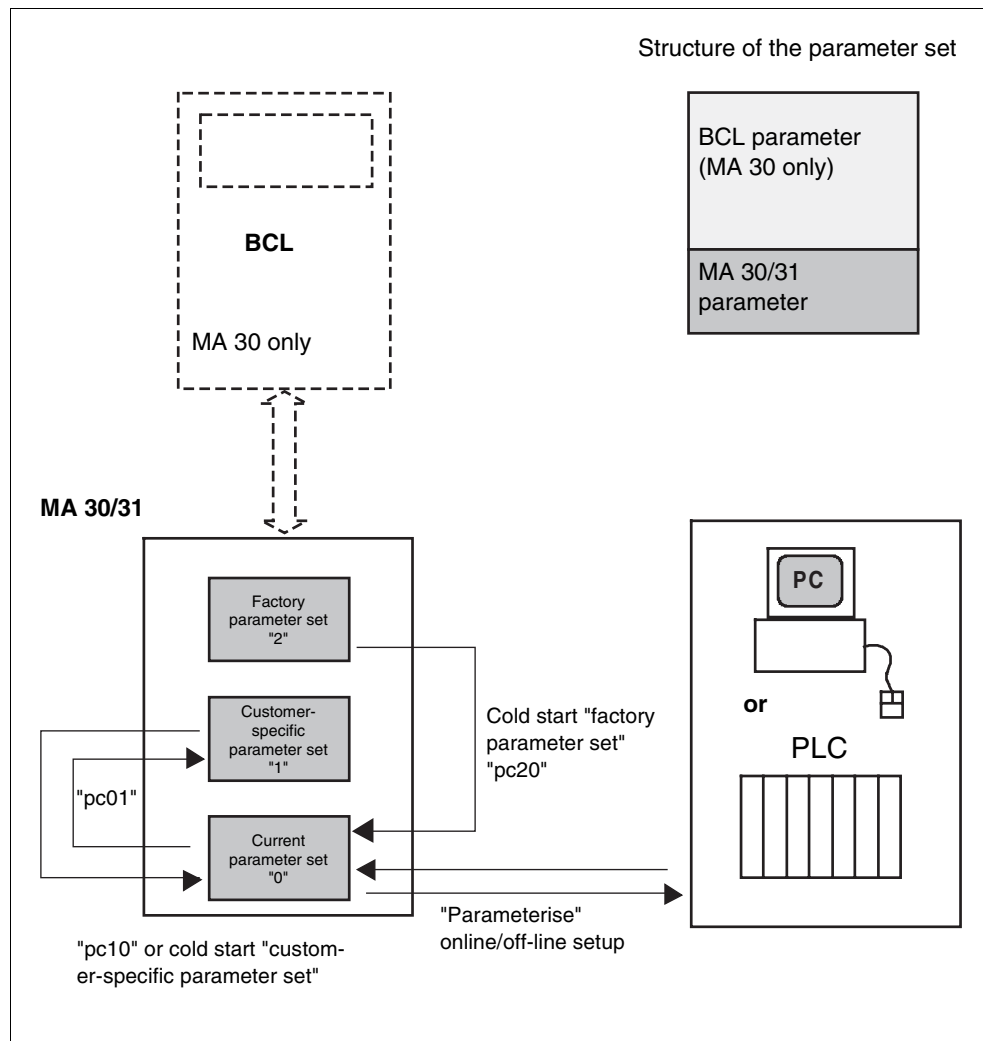 Structure of the parameter set
BCL parameter
(MA 30 only)
MA 30/31
parameter
BCL
MA 30 only
MA 30/31
Factory
parameter set
"2"
Customer-
specific
parameter set
"1"
Current
parameter set
"0"
"pc01"
"pc10" or cold start "custom-
er-specific parameter set"
Cold start "factory
parameter set"
"pc20"
"Parameterise"
online/off-line setup
PC
or
PLC